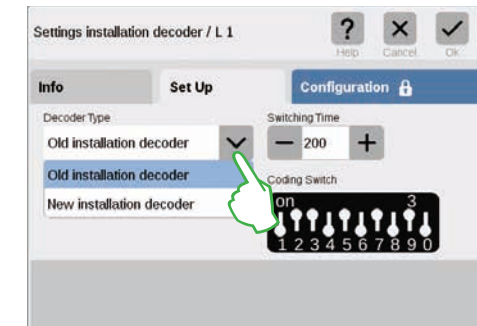 Settings installation decoder / L 1
?
Help
Cancel
Ok
Info
Set Up
Configuration
Decoder Type
Switching Time
Old installation decoder
200
Old installation decoder
New installation decoder
Coding Switch
on 3
1 2 3 4 5 6 7 8 9 0